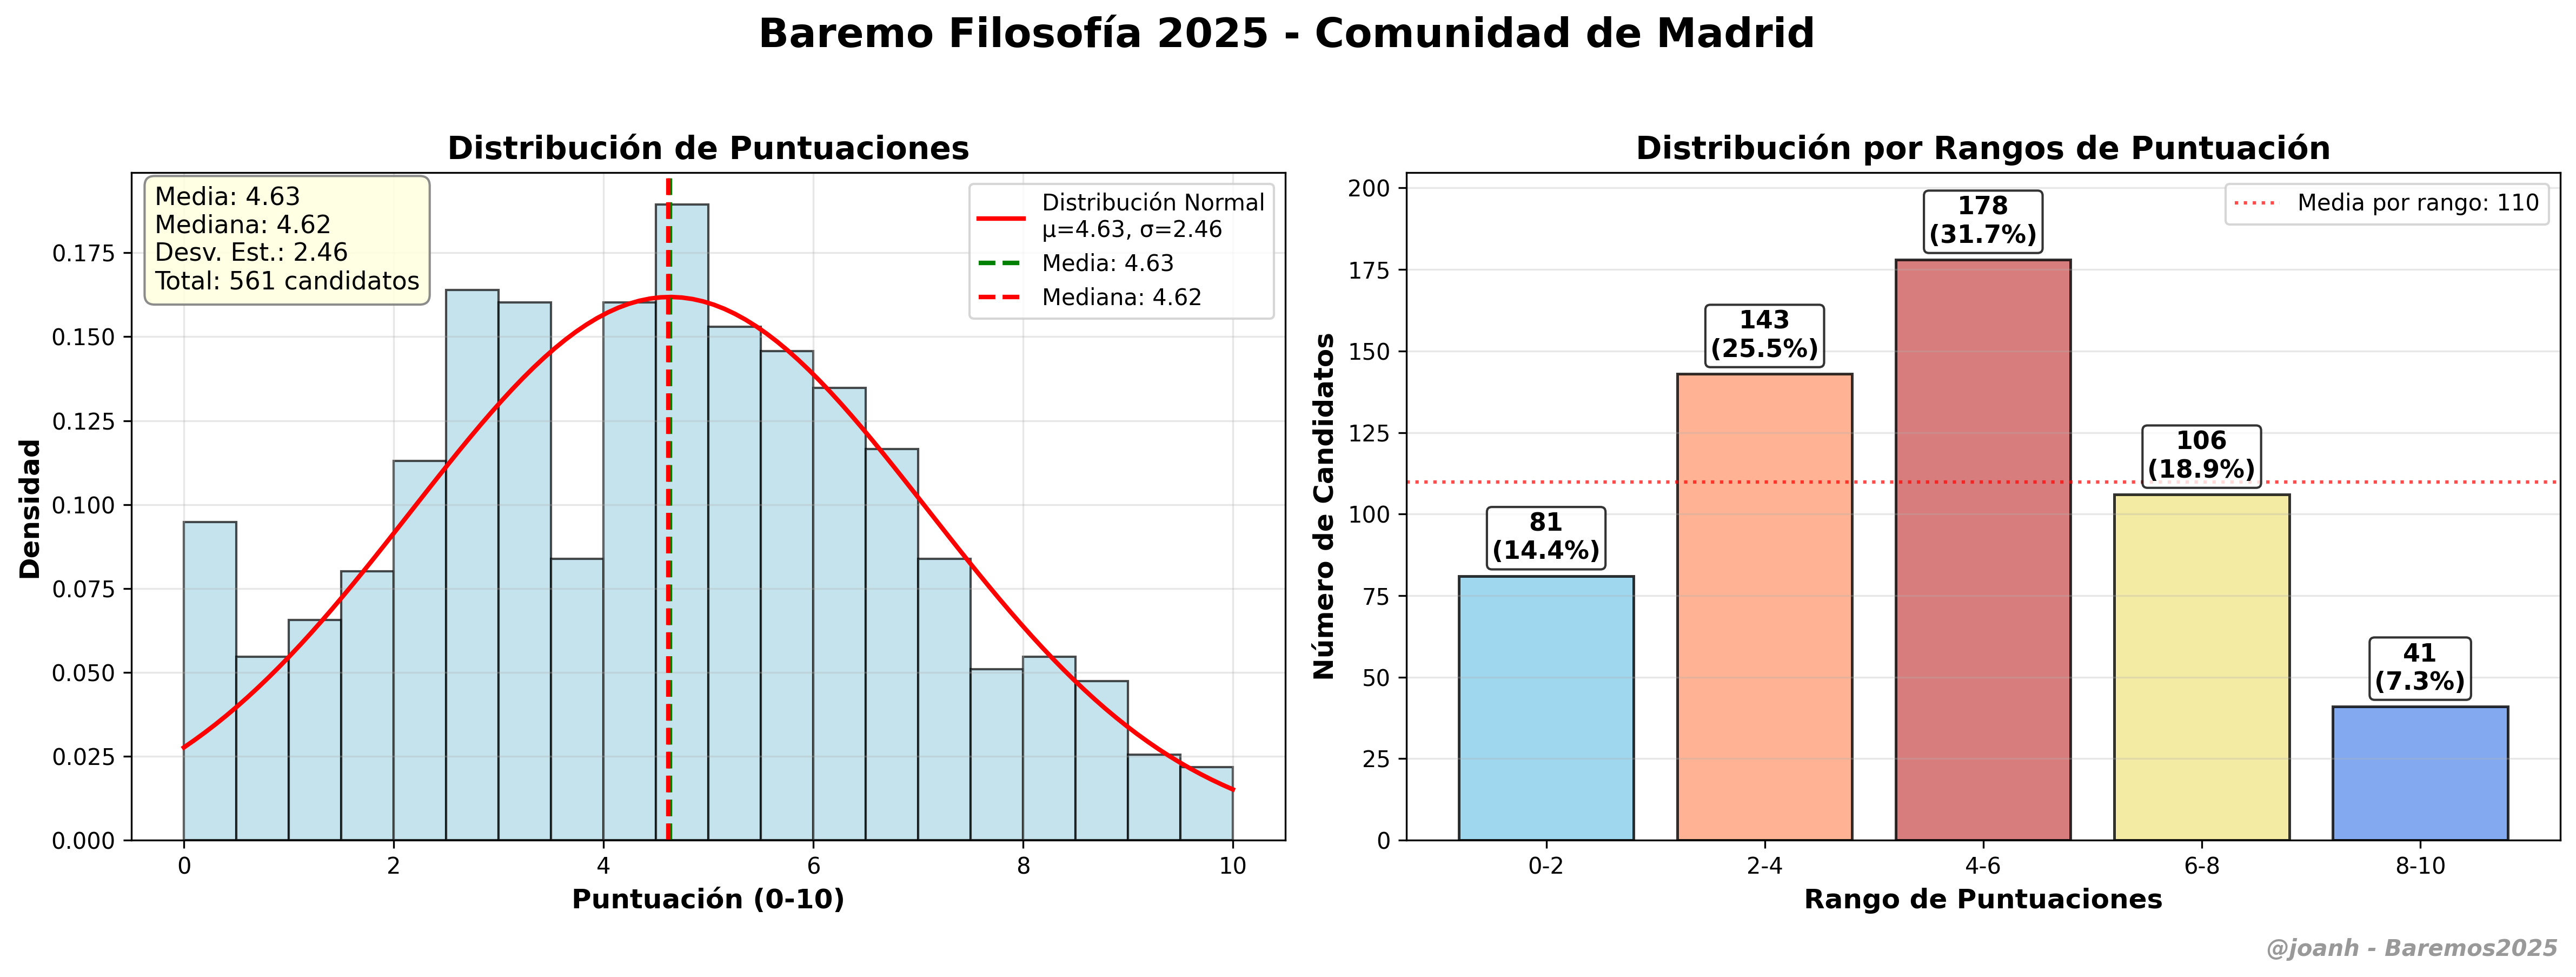 Baremo Filosofía 2025 - Comunidad de Madrid
Distribución de Puntuaciones
Media: 4.63
Mediana: 4.62
Desv. Est.: 2.46
Total: 561 candidatos
Distribución Normal
μ=4.63, σ=2.46
Media: 4.63
Mediana: 4.62
Densidad
0.175
0.150
0.125
0.100
0.075
0.050
0.025
0.000
0 2 4 6 8 10
Puntuación (0-10)
Distribución por Rangos de Puntuación
Media por rango: 110
Número de Candidatos
200
175
150
125
100
75
50
25
0
81
(14.4%)
143
(25.5%)
178
(31.7%)
106
(18.9%)
41
(7.3%)
0-2 2-4 4-6 6-8 8-10
Rango de Puntuaciones
@joanh - Baremos2025